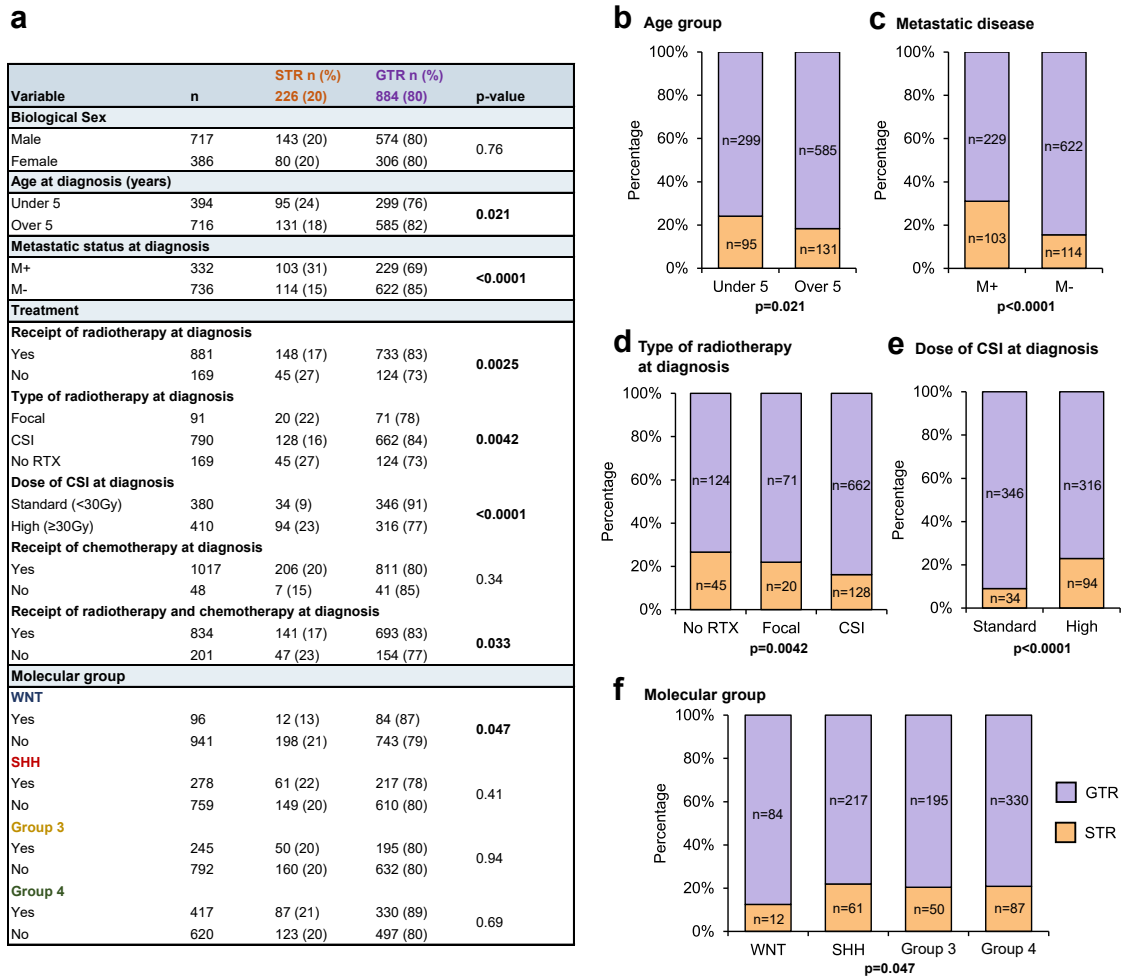 a
STR n (%) GTR n (%)
Variable n 226 (20) 884 (80) p-value
Biological Sex
Male 717 143 (20) 574 (80)
0.76
Female 386 80 (20) 306 (80)
Age at diagnosis (years)
Under 5 394 95 (24) 299 (76)
0.021
Over 5 716 131 (18) 585 (82)
Metastatic status at diagnosis
M+ 332 103 (31) 229 (69)
<0.0001
M- 736 114 (15) 622 (85)
Treatment
Receipt of radiotherapy at diagnosis
Yes 881 148 (17) 733 (83)
0.0025
No 169 45 (27) 124 (73)
Type of radiotherapy at diagnosis
Focal 91 20 (22) 71 (78)
CSI 790 128 (16) 662 (84) 0.0042
No RTX 169 45 (27) 124 (73)
Dose of CSI at diagnosis
Standard (<30Gy) 380 34 (9) 346 (91)
<0.0001
High (≥30Gy) 410 94 (23) 316 (77)
Receipt of chemotherapy at diagnosis
Yes 1017 206 (20) 811 (80)
0.34
No 48 7 (15) 41 (85)
Receipt of radiotherapy and chemotherapy at diagnosis
Yes 834 141 (17) 693 (83)
0.033
No 201 47 (23) 154 (77)
Molecular group
WNT
Yes 96 12 (13) 84 (87)
0.047
No 941 198 (21) 743 (79)
SHH
Yes 278 61 (22) 217 (78)
0.41
No 759 149 (20) 610 (80)
Group 3
Yes 245 50 (20) 195 (80)
0.94
No 792 160 (20) 632 (80)
Group 4
Yes 417 87 (21) 330 (89)
0.69
No 620 123 (20) 497 (80)
b Age group
Percentage
100%
80%
60%
40%
20%
0%
n=299 n=585
n=95 n=131
Under 5 Over 5
p=0.021
c Metastatic disease
Percentage
100%
80%
60%
40%
20%
0%
n=229 n=622
n=103 n=114
M+ M-
p<0.0001
d Type of radiotherapy
at diagnosis
Percentage
100%
80%
60%
40%
20%
0%
n=124 n=71 n=662
n=45 n=20 n=128
No RTX Focal CSI
p=0.0042
e Dose of CSI at diagnosis
Percentage
100%
80%
60%
40%
20%
0%
n=346 n=316
n=34 n=94
Standard High
p<0.0001
f Molecular group
Percentage
100%
80%
60%
40%
20%
0%
n=84 n=217 n=195 n=330
n=12 n=61 n=50 n=87
WNT SHH Group 3 Group 4
p=0.047
GTR
STR